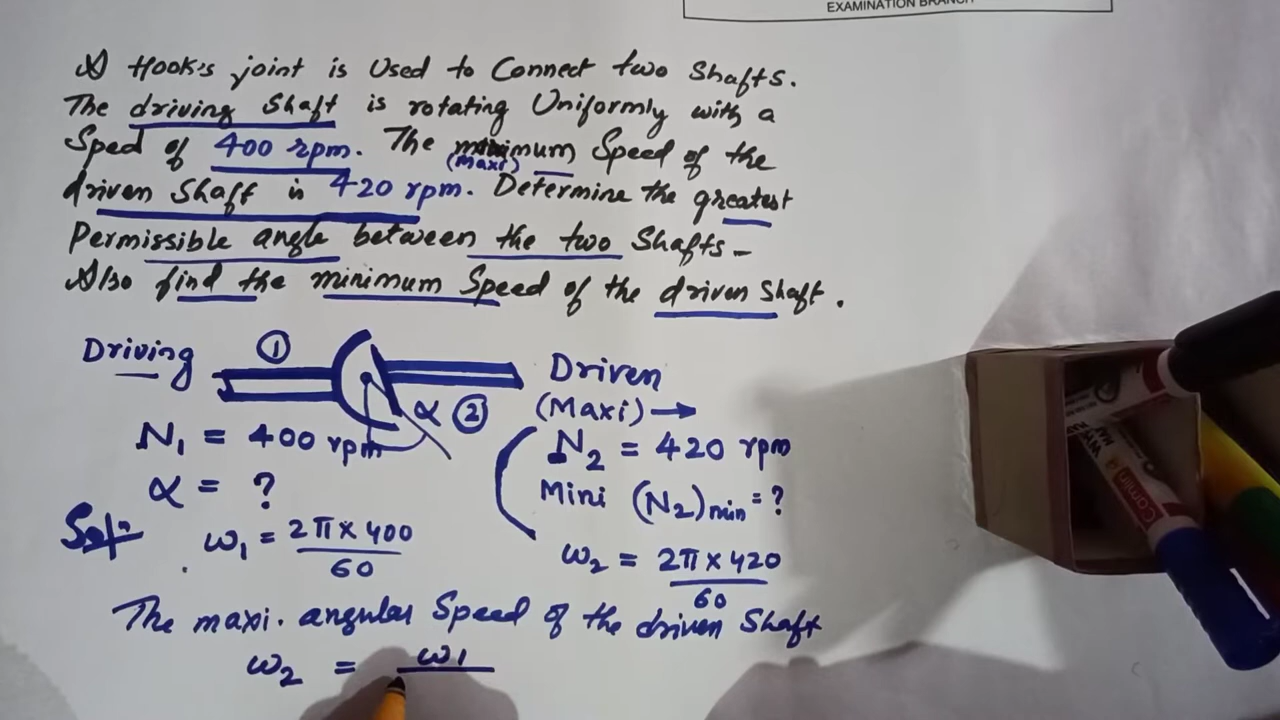 EXAMINATION BRANCH
A Hook's joint is Used to Connect two Shafts.
The driving shaft is rotating Uniformly with a
Sped of 400 rpm. The minimum Speed of the
(Maxi)
driven Shaft is 420 rpm. Determine the greatest
Permissible angle between the two Shafts-
Also find the minimum Speed of the driven Shaft.
Driving ① Driven
α ② (Maxi) →
N₁ = 400 rpm N₂ = 420 rpm
α = ? Mini (N₂)min = ?
Sol:
ω₁ = 2π × 400 / 60 ω₂ = 2π × 420 / 60
The maxi. angular Speed of the driven Shaft
ω₂ = ω1
Camlin